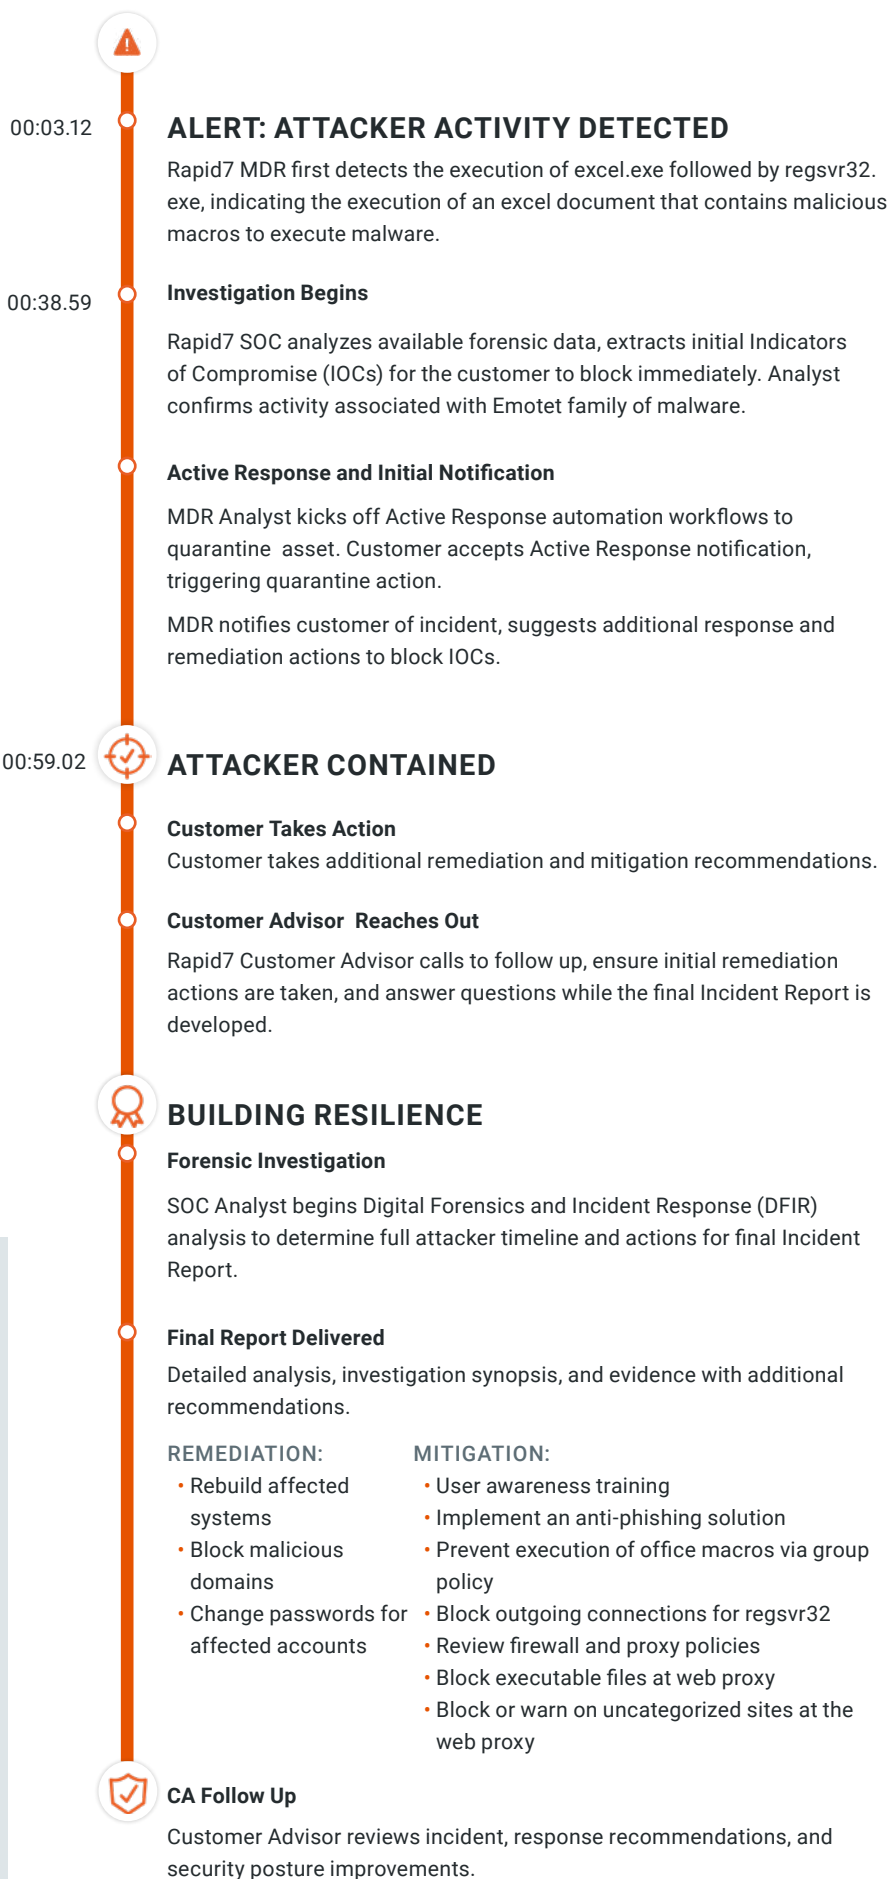 00:03.12
ALERT: ATTACKER ACTIVITY DETECTED
Rapid7 MDR first detects the execution of excel.exe followed by regsvr32.
exe, indicating the execution of an excel document that contains malicious
macros to execute malware.
00:38.59
Investigation Begins
Rapid7 SOC analyzes available forensic data, extracts initial Indicators
of Compromise (IOCs) for the customer to block immediately. Analyst
confirms activity associated with Emotet family of malware.
Active Response and Initial Notification
MDR Analyst kicks off Active Response automation workflows to
quarantine  asset. Customer accepts Active Response notification,
triggering quarantine action.
MDR notifies customer of incident, suggests additional response and
remediation actions to block IOCs.
00:59.02
ATTACKER CONTAINED
Customer Takes Action
Customer takes additional remediation and mitigation recommendations.
Customer Advisor  Reaches Out
Rapid7 Customer Advisor calls to follow up, ensure initial remediation
actions are taken, and answer questions while the final Incident Report is
developed.
BUILDING RESILIENCE
Forensic Investigation
SOC Analyst begins Digital Forensics and Incident Response (DFIR)
analysis to determine full attacker timeline and actions for final Incident
Report.
Final Report Delivered
Detailed analysis, investigation synopsis, and evidence with additional
recommendations.
REMEDIATION:
• Rebuild affected
systems
• Block malicious
domains
• Change passwords for
affected accounts
MITIGATION:
• User awareness training
• Implement an anti-phishing solution
• Prevent execution of office macros via group
policy
• Block outgoing connections for regsvr32
• Review firewall and proxy policies
• Block executable files at web proxy
• Block or warn on uncategorized sites at the
web proxy
CA Follow Up
Customer Advisor reviews incident, response recommendations, and
security posture improvements.